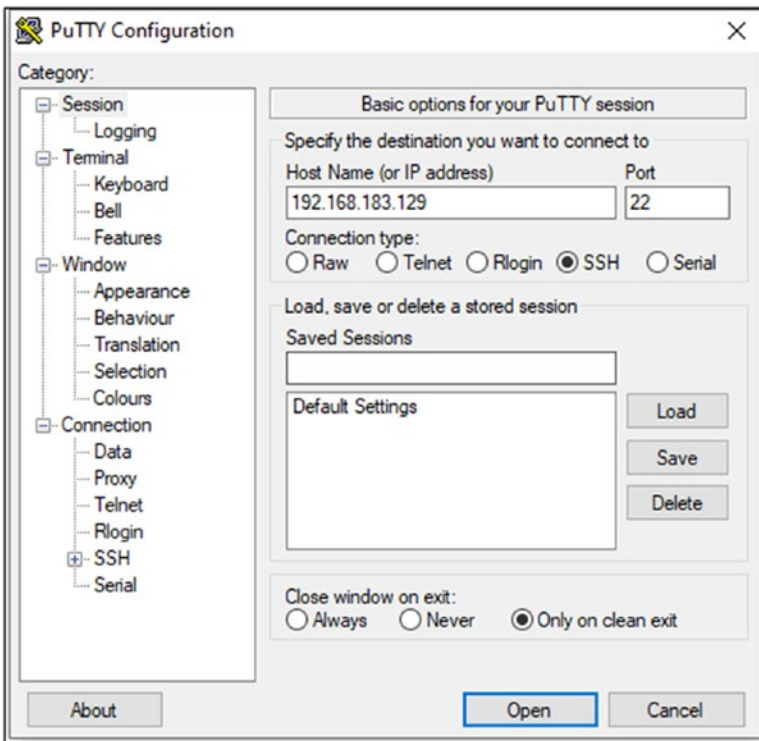 PuTTY Configuration
Category:
Session
Logging
Terminal
Keyboard
Bell
Features
Window
Appearance
Behaviour
Translation
Selection
Colours
Connection
Data
Proxy
Telnet
Rlogin
SSH
Serial
Basic options for your PuTTY session
Specify the destination you want to connect to
Host Name (or IP address) Port
192.168.183.129 22
Connection type:
Raw Telnet Rlogin SSH Serial
Load, save or delete a stored session
Saved Sessions
Default Settings
Load
Save
Delete
Close window on exit:
Always Never Only on clean exit
About Open Cancel